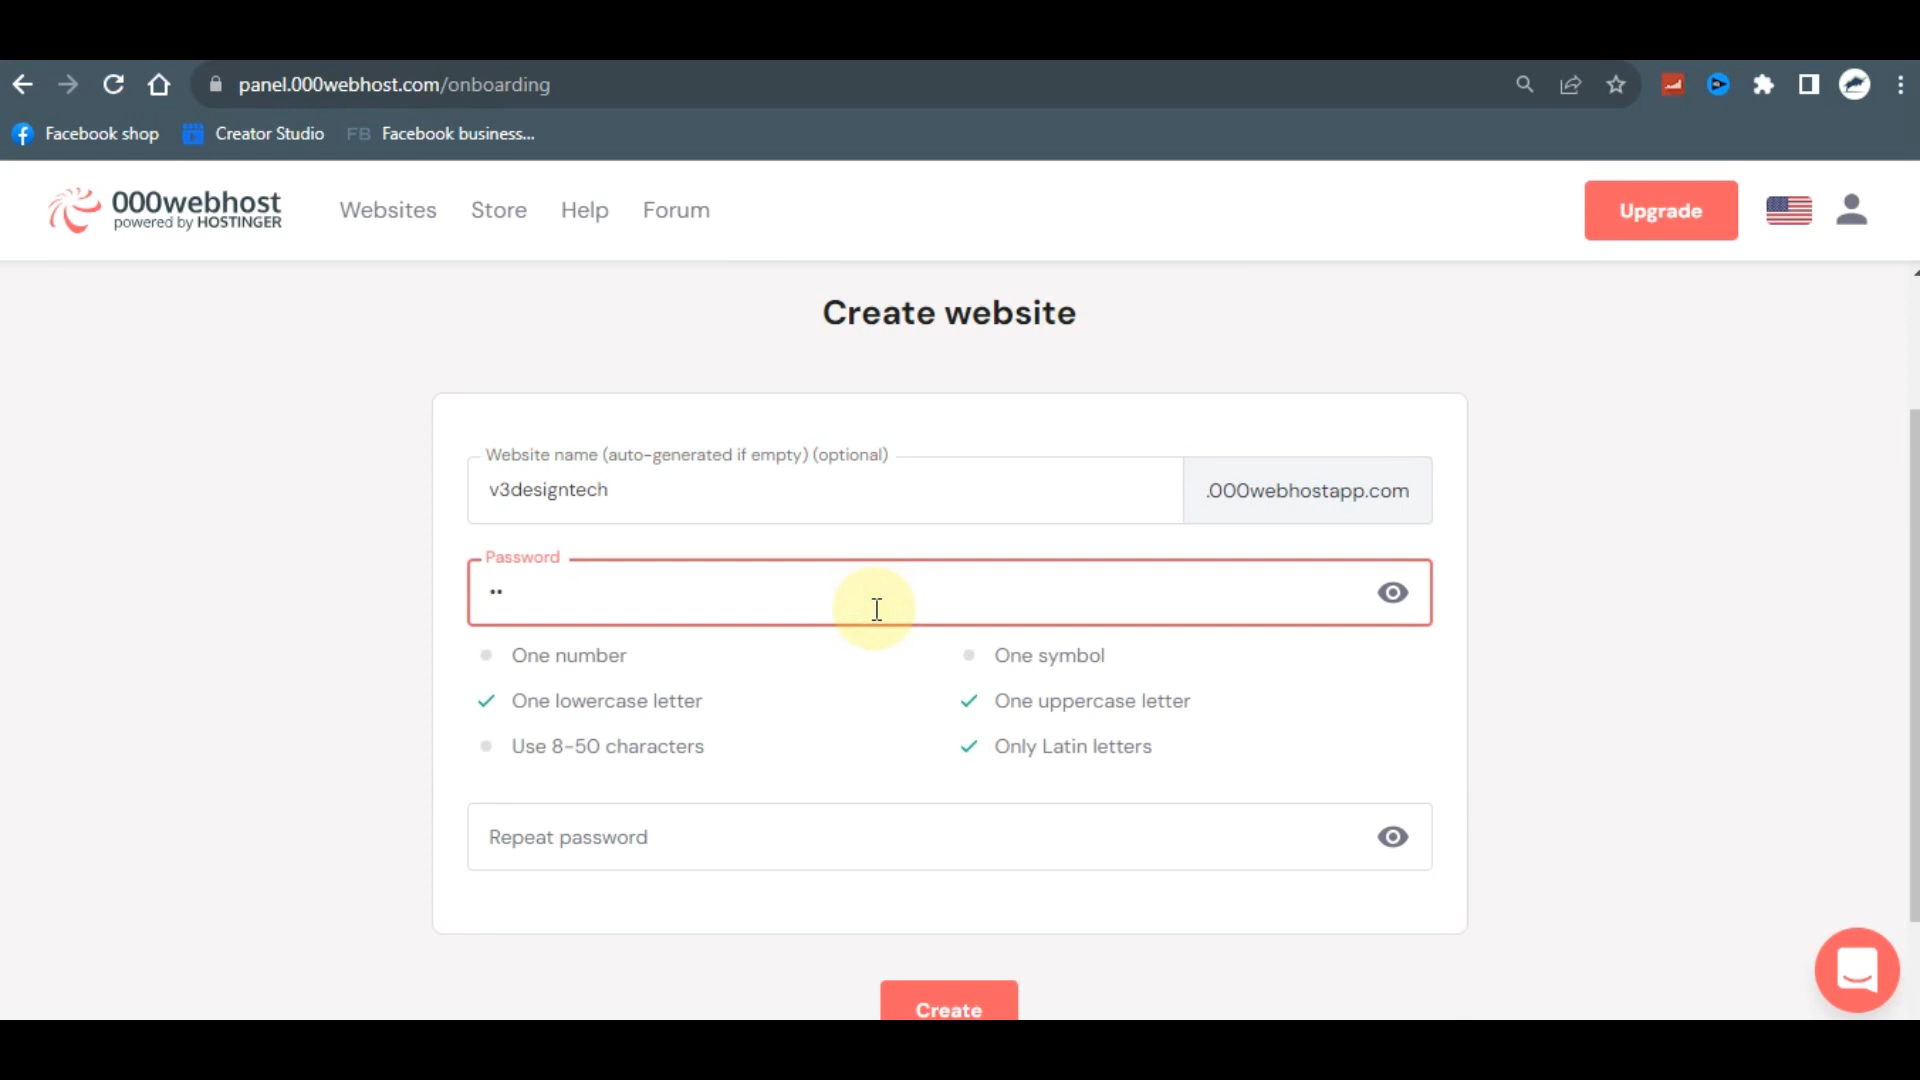 panel.000webhost.com/onboarding
Facebook shop
Creator Studio
FB Facebook business...
000webhost
powered by HOSTINGER
Websites
Store
Help
Forum
Upgrade
Create website
Website name (auto-generated if empty) (optional)
v3designtech
.000webhostapp.com
Password
••
One number
One symbol
One lowercase letter
One uppercase letter
Use 8-50 characters
Only Latin letters
Repeat password
Create